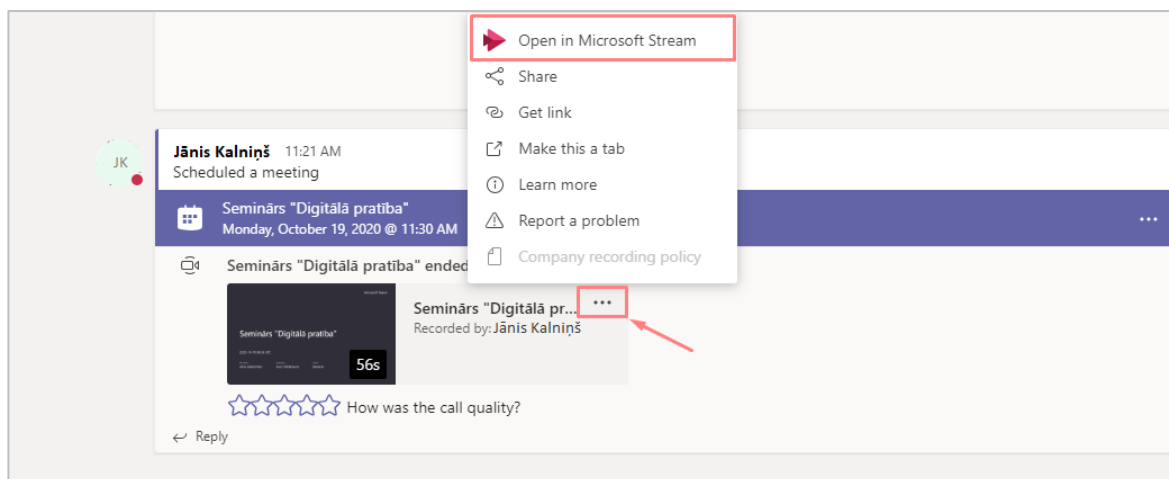 Open in Microsoft Stream
Share
Get link
Make this a tab
Learn more
Report a problem
Company recording policy
JK
Jānis Kalniņš 11:21 AM
Scheduled a meeting
Seminārs "Digitālā pratība"
Monday, October 19, 2020 @ 11:30 AM
Seminārs "Digitālā pratība" ended
Seminārs "Digitālā pr...
Recorded by: Jānis Kalniņš
Seminārs "Digitālā pratība"
56s
How was the call quality?
Reply